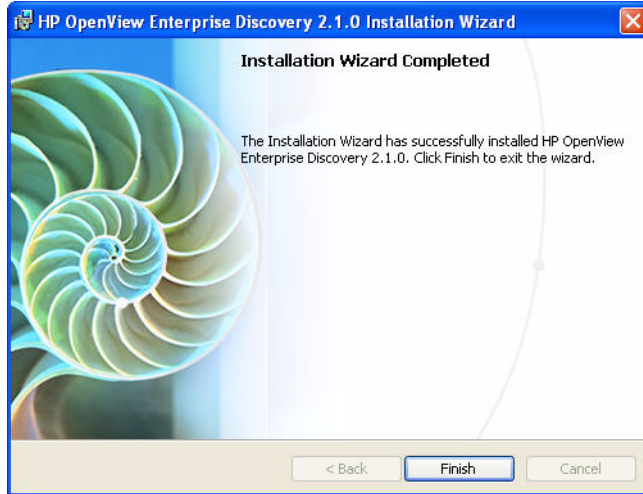 HP OpenView Enterprise Discovery 2.1.0 Installation Wizard
Installation Wizard Completed
The Installation Wizard has successfully installed HP OpenView
Enterprise Discovery 2.1.0. Click Finish to exit the wizard.
< Back
Finish
Cancel